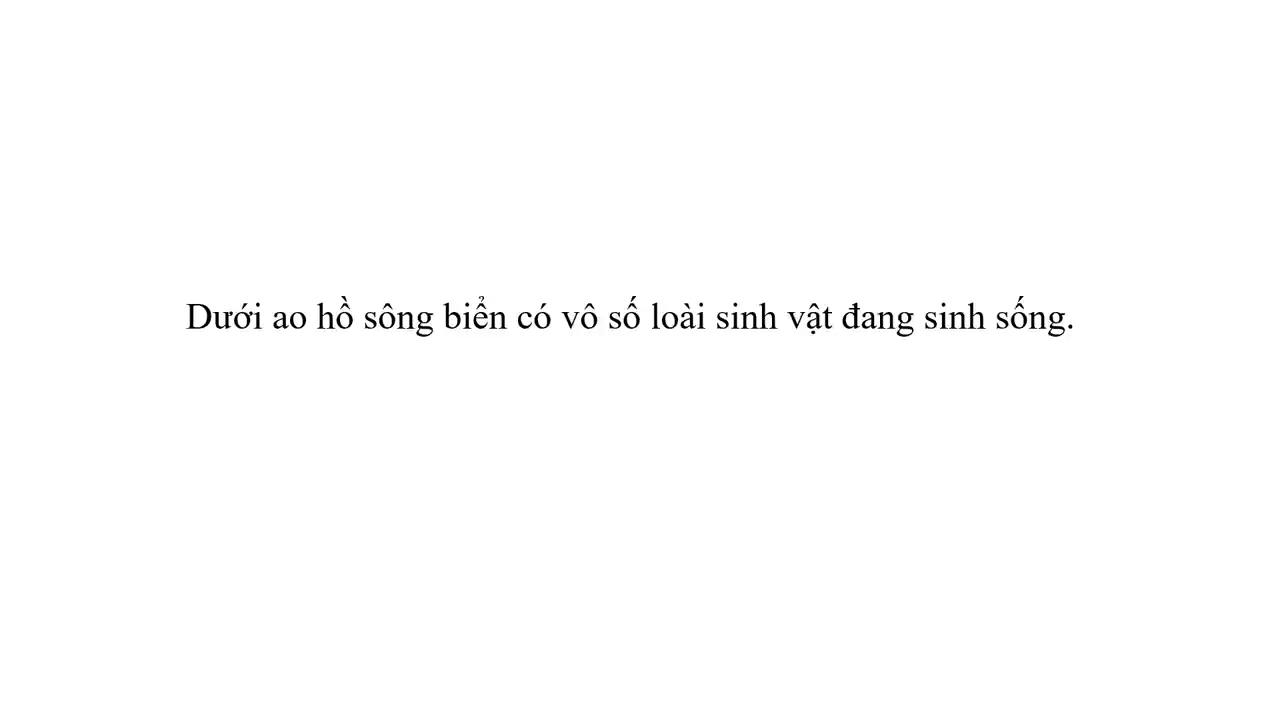 Dưới ao hồ sông biển có vô số loài sinh vật đang sinh sống.